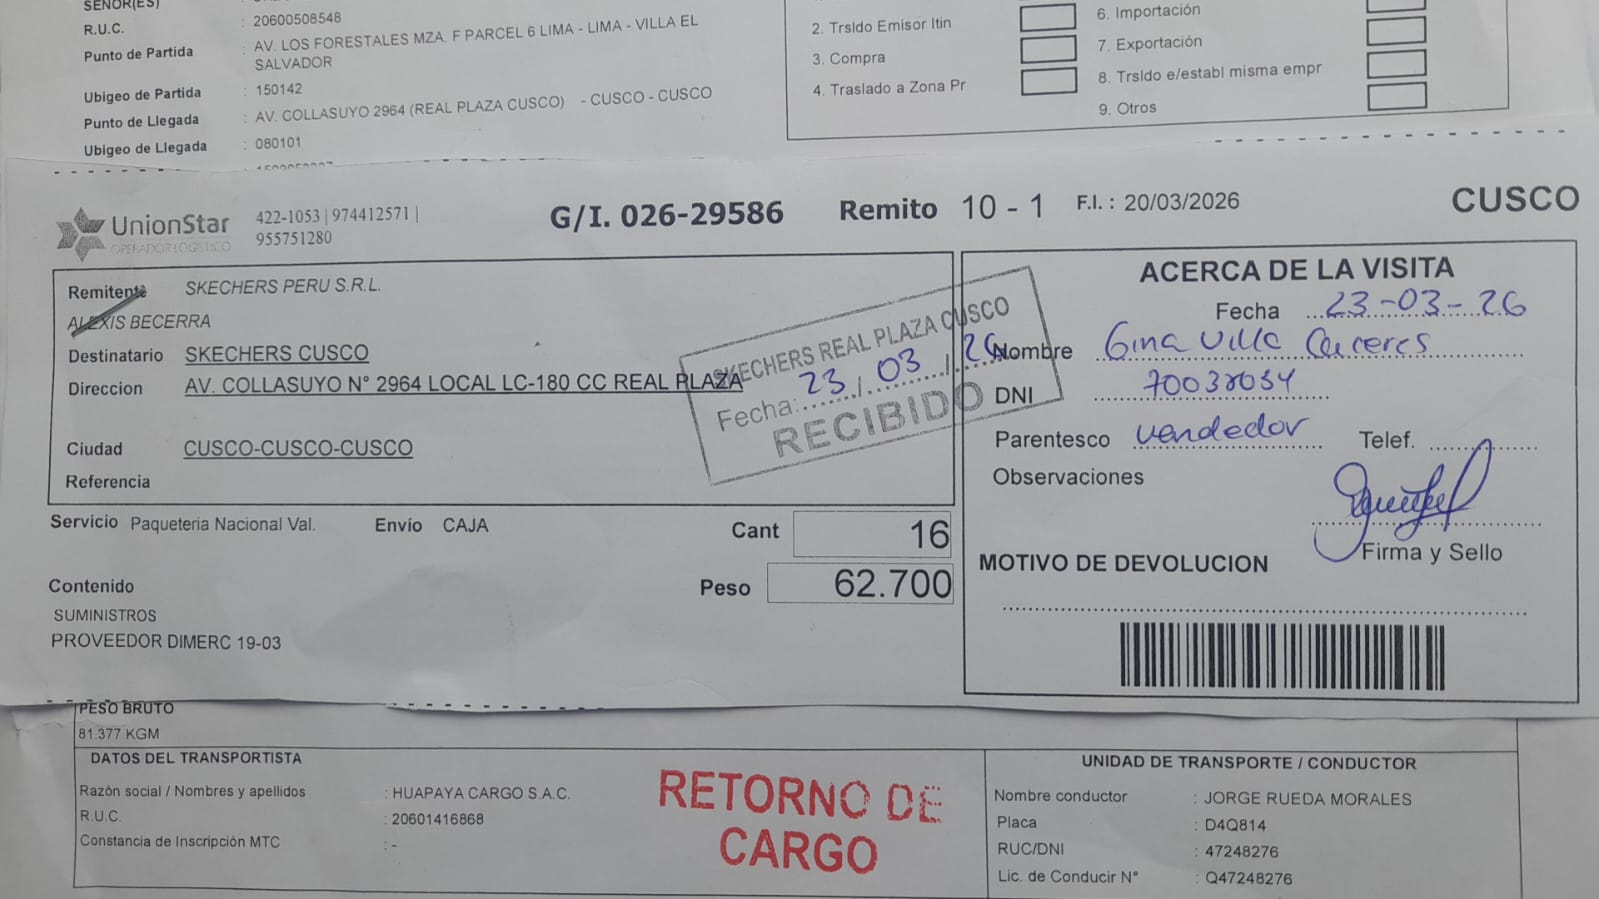 SEÑOR(ES)
R.U.C. : 20600508548
Punto de Partida : AV. LOS FORESTALES MZA. F PARCEL 6 LIMA - LIMA - VILLA EL
SALVADOR
Ubigeo de Partida : 150142
Punto de Llegada : AV. COLLASUYO 2964 (REAL PLAZA CUSCO) - CUSCO - CUSCO
Ubigeo de Llegada : 080101
2. Trsldo Emisor Itin
3. Compra
4. Traslado a Zona Pr
6. Importación
7. Exportación
8. Trsldo e/establ misma empr
9. Otros
UnionStar
OPERADOR LOGISTICO
422-1053 | 974412571 |
955751280
G/I. 026-29586
Remito 10 - 1
F.I. : 20/03/2026
CUSCO
Remitente SKECHERS PERU S.R.L.
ALEXIS BECERRA
Destinatario SKECHERS CUSCO
Direccion AV. COLLASUYO N° 2964 LOCAL LC-180 CC REAL PLAZA
Ciudad CUSCO-CUSCO-CUSCO
Referencia
SKECHERS REAL PLAZA CUSCO
Fecha: 23 / 03 / 26
RECIBIDO
ACERCA DE LA VISITA
Fecha 23-03-26
Nombre Gina Villa Caceres
DNI
Parentesco vendedor Telef.
Observaciones
Firma y Sello
MOTIVO DE DEVOLUCION
Servicio Paqueteria Nacional Val. Envío CAJA
Cant 16
Peso 62.700
Contenido
SUMINISTROS
PROVEEDOR DIMERC 19-03
PESO BRUTO
81.377 KGM
DATOS DEL TRANSPORTISTA
Razón social / Nombres y apellidos : HUAPAYA CARGO S.A.C.
R.U.C. : 20601416868
Constancia de Inscripción MTC : -
RETORNO DE
CARGO
UNIDAD DE TRANSPORTE / CONDUCTOR
Nombre conductor : JORGE RUEDA MORALES
Placa : D4Q814
RUC/DNI : 47248276
Lic. de Conducir N° : Q47248276